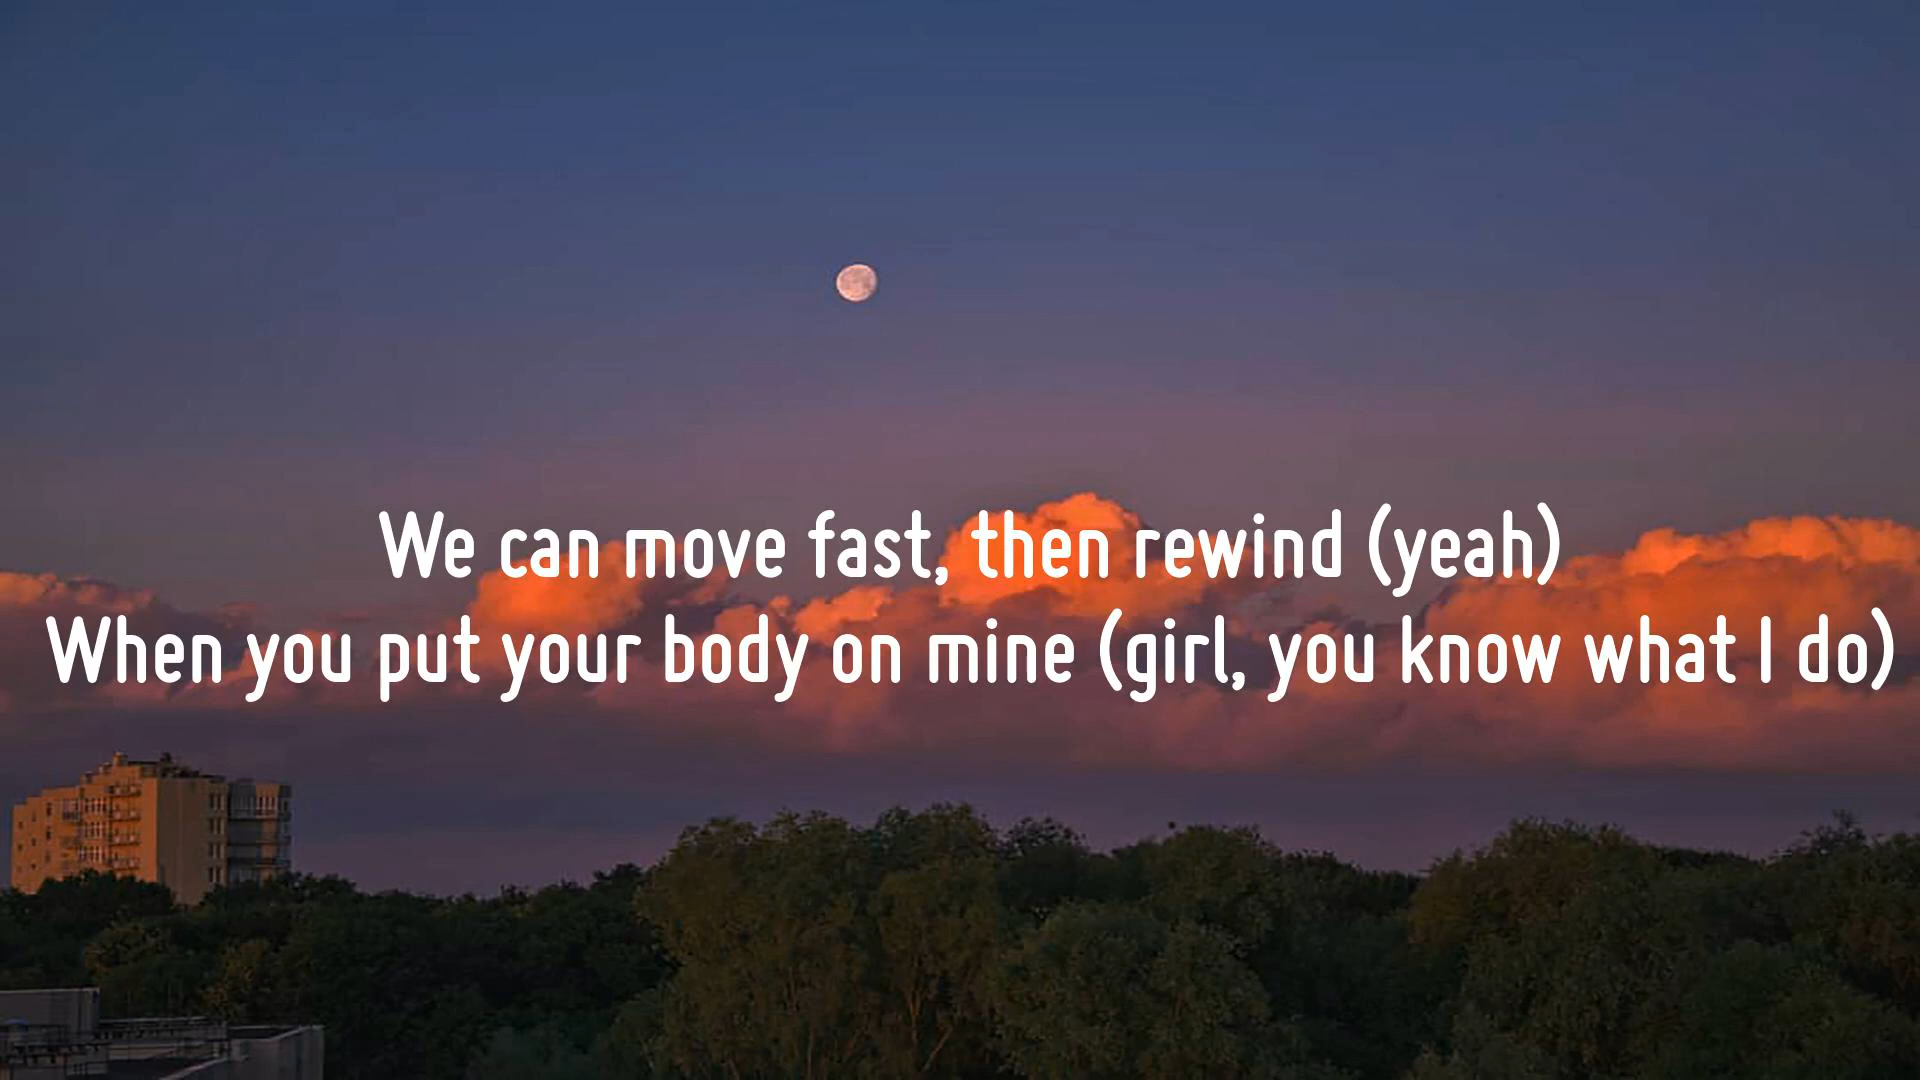 We can move fast, then rewind (yeah)
When you put your body on mine (girl, you know what I do)